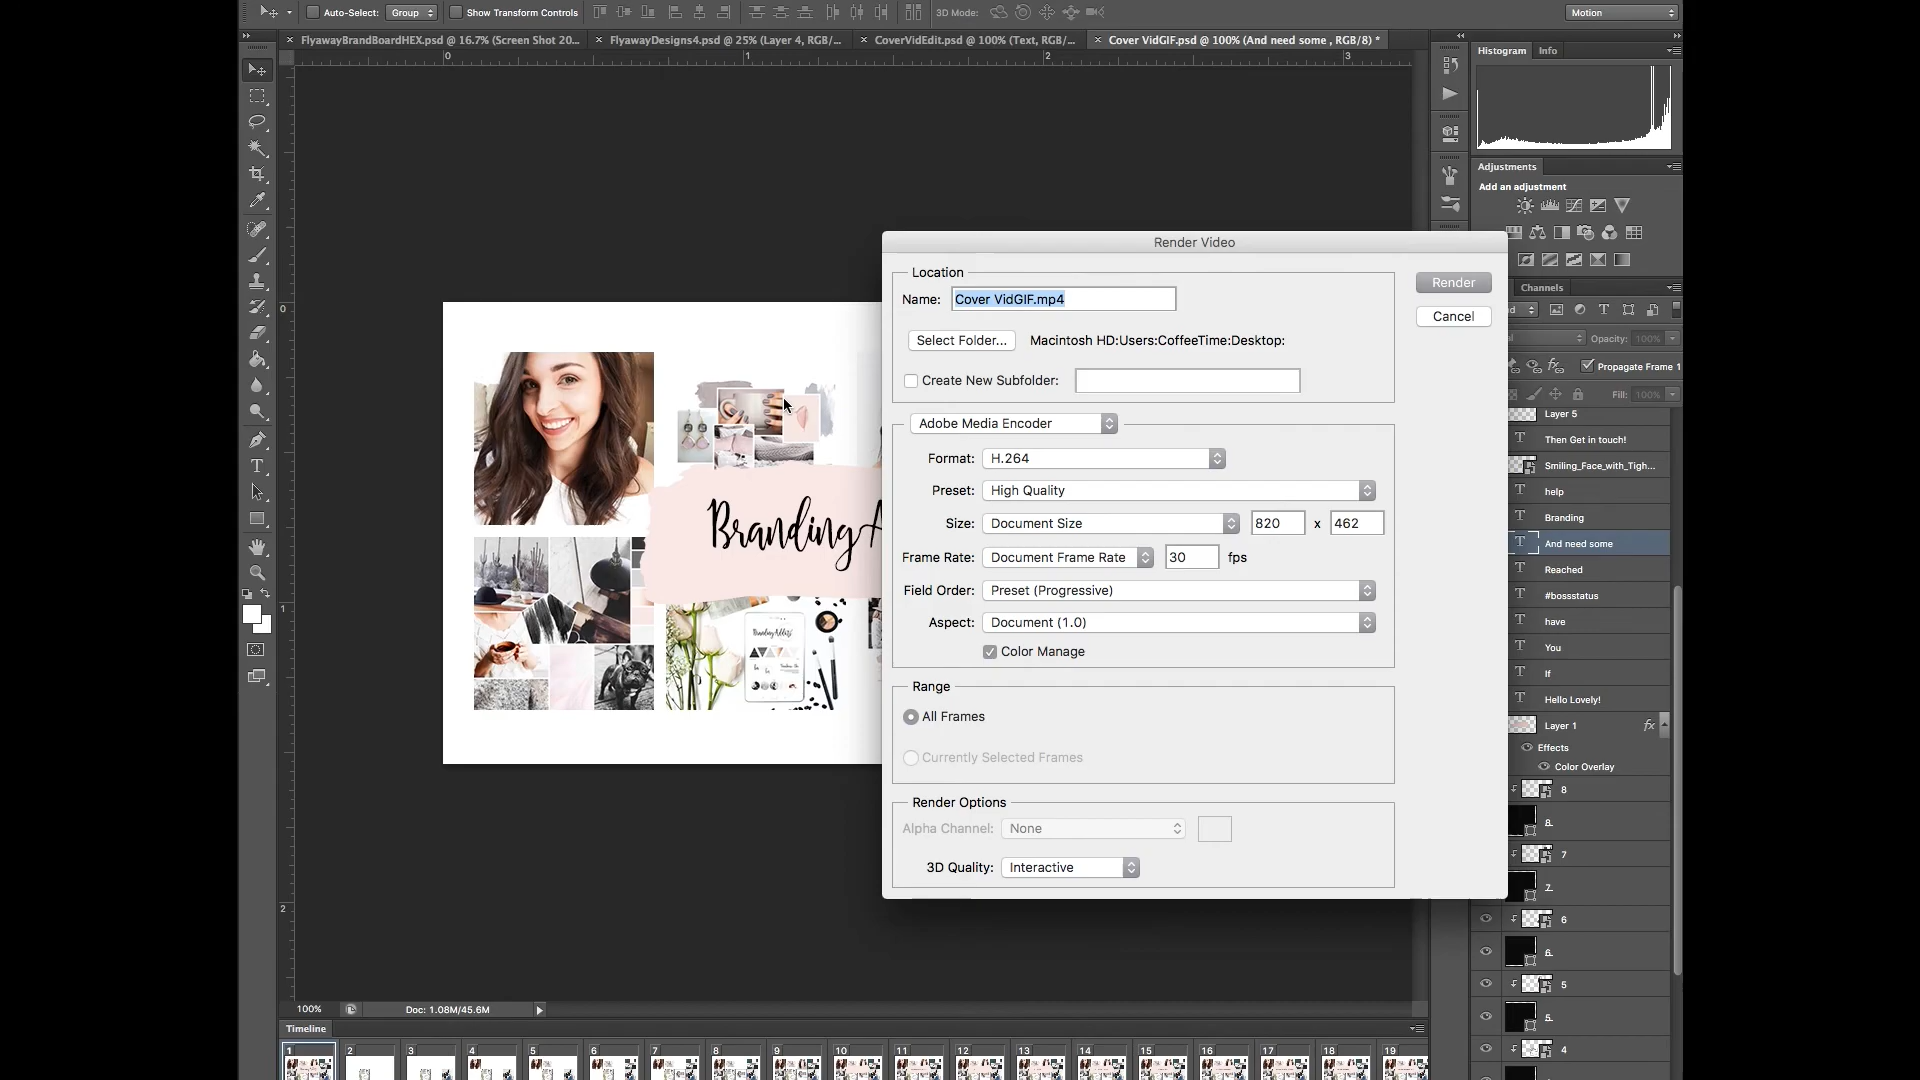 Auto-Select: Group Show Transform Controls 3D Mode: Motion
FlyawayBrandBoardHEX.psd @ 16.7% (Screen Shot 20... FlyawayDesigns4.psd @ 25% (Layer 4, RGB/... CoverVidEdit.psd @ 100% (Text, RGB/... Cover VidGIF.psd @ 100% (And need some , RGB/8) *
Histogram Info
0 1 2 3
Adjustments
Add an adjustment
Render Video
Location
Name: Cover VidGIF.mp4
Render
Select Folder... Macintosh HD:Users:CoffeeTime:Desktop:
Cancel
Create New Subfolder:
Adobe Media Encoder
Format: H.264
Preset: High Quality
Size: Document Size 820 x 462
Frame Rate: Document Frame Rate 30 fps
Field Order: Preset (Progressive)
Aspect: Document (1.0)
Color Manage
Range
All Frames
Currently Selected Frames
Render Options
Alpha Channel: None
3D Quality: Interactive
Channels
Opacity: 100%
Propagate Frame 1
Fill: 100%
Layer 5
Then Get in touch!
Smiling_Face_with_Tigh...
help
Branding
And need some
Reached
#bossstatus
have
You
If
Hello Lovely!
Layer 1 fx
Effects
Color Overlay
8
8
7
7
6
6
5
5
4
Branding A
Branding Addict
0
1
2
100% Doc: 1.08M/45.6M
Timeline
1 2 3 4 5 6 7 8 9 10 11 12 13 14 15 16 17 18 19